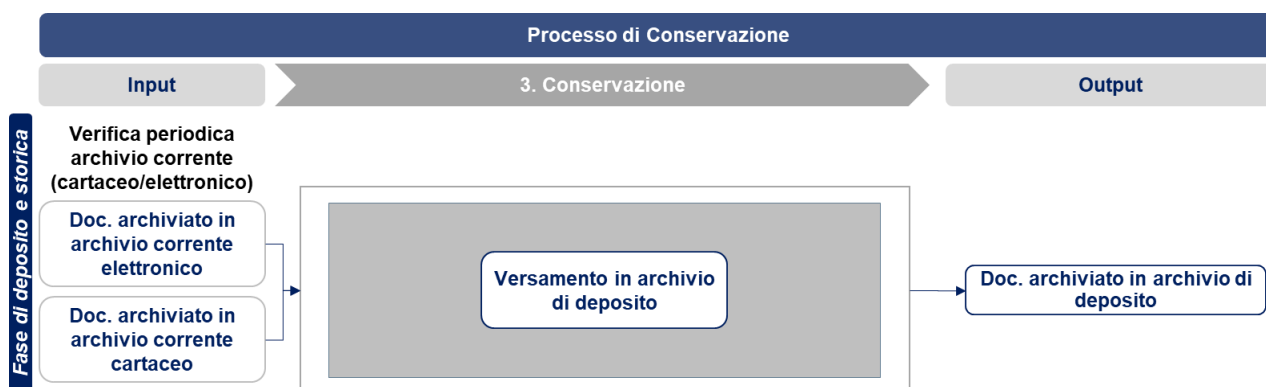 Processo di Conservazione
Input
3. Conservazione
Output
Fase di deposito e storica
Verifica periodica
archivio corrente
(cartaceo/elettronico)
Doc. archiviato in
archivio corrente
elettronico
Doc. archiviato in
archivio corrente
cartaceo
Versamento in archivio
di deposito
Doc. archiviato in archivio di
deposito